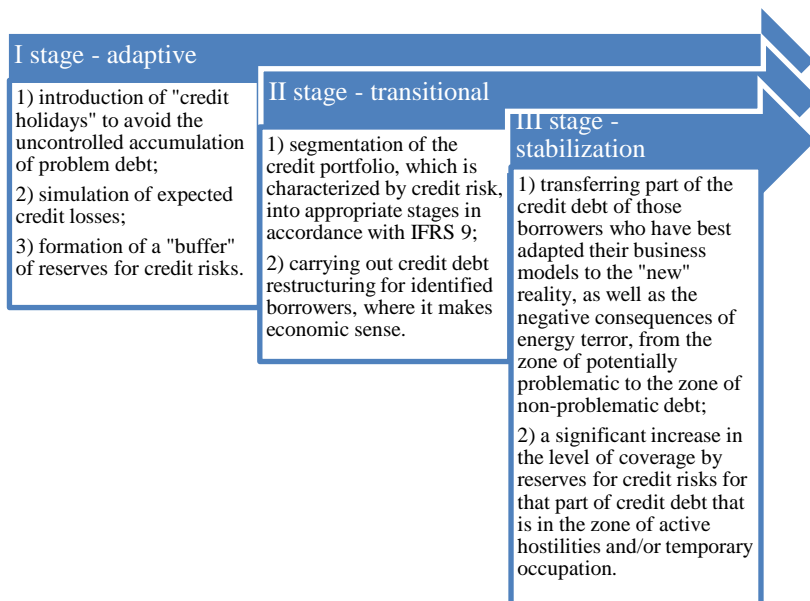 I stage - adaptive
1) introduction of "credit
holidays" to avoid the
uncontrolled accumulation
of problem debt;
2) simulation of expected
credit losses;
3) formation of a "buffer"
of reserves for credit risks.
II stage - transitional
1) segmentation of the
credit portfolio, which is
characterized by credit risk,
into appropriate stages in
accordance with IFRS 9;
2) carrying out credit debt
restructuring for identified
borrowers, where it makes
economic sense.
III stage -
stabilization
1) transferring part of the
credit debt of those
borrowers who have best
adapted their business
models to the "new"
reality, as well as the
negative consequences of
energy terror, from the
zone of potentially
problematic to the zone of
non-problematic debt;
2) a significant increase in
the level of coverage by
reserves for credit risks for
that part of credit debt that
is in the zone of active
hostilities and/or temporary
occupation.